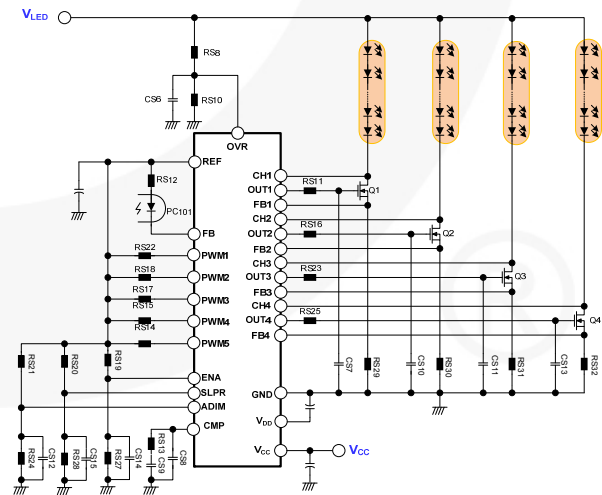 VLED
RS8
CS6
RS10
OVR
REF
RS12
PC101
FB
RS22
PWM1
RS18
PWM2
RS17
PWM3
RS15
PWM4
RS14
PWM5
RS21
RS20
RS19
ENA
SLPR
ADIM
CMP
RS24
CS12
RS28
CS15
RS27
CS14
RS13
CS9
CS8
CH1
RS11
OUT1
Q1
FB1
CH2
RS16
OUT2
Q2
FB2
CH3
RS23
OUT3
Q3
FB3
CH4
RS25
OUT4
Q4
FB4
CS7
RS29
CS10
RS30
CS11
RS31
CS13
RS32
GND
VDD
VCC
VCC
R